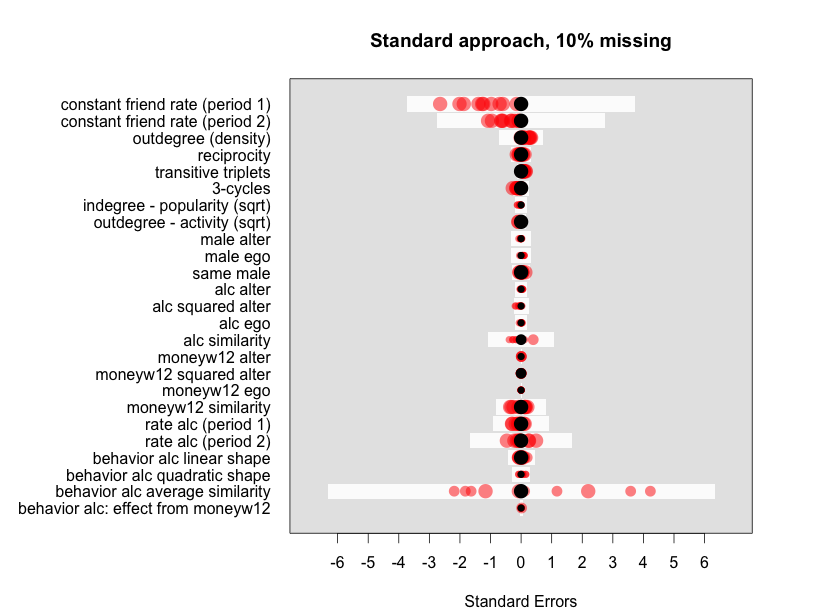 Standard approach, 10% missing
constant friend rate (period 1)
constant friend rate (period 2)
outdegree (density)
reciprocity
transitive triplets
3-cycles
indegree - popularity (sqrt)
outdegree - activity (sqrt)
male alter
male ego
same male
alc alter
alc squared alter
alc ego
alc similarity
moneyw12 alter
moneyw12 squared alter
moneyw12 ego
moneyw12 similarity
rate alc (period 1)
rate alc (period 2)
behavior alc linear shape
behavior alc quadratic shape
behavior alc average similarity
behavior alc: effect from moneyw12
-6 -5 -4 -3 -2 -1 0 1 2 3 4 5 6
Standard Errors